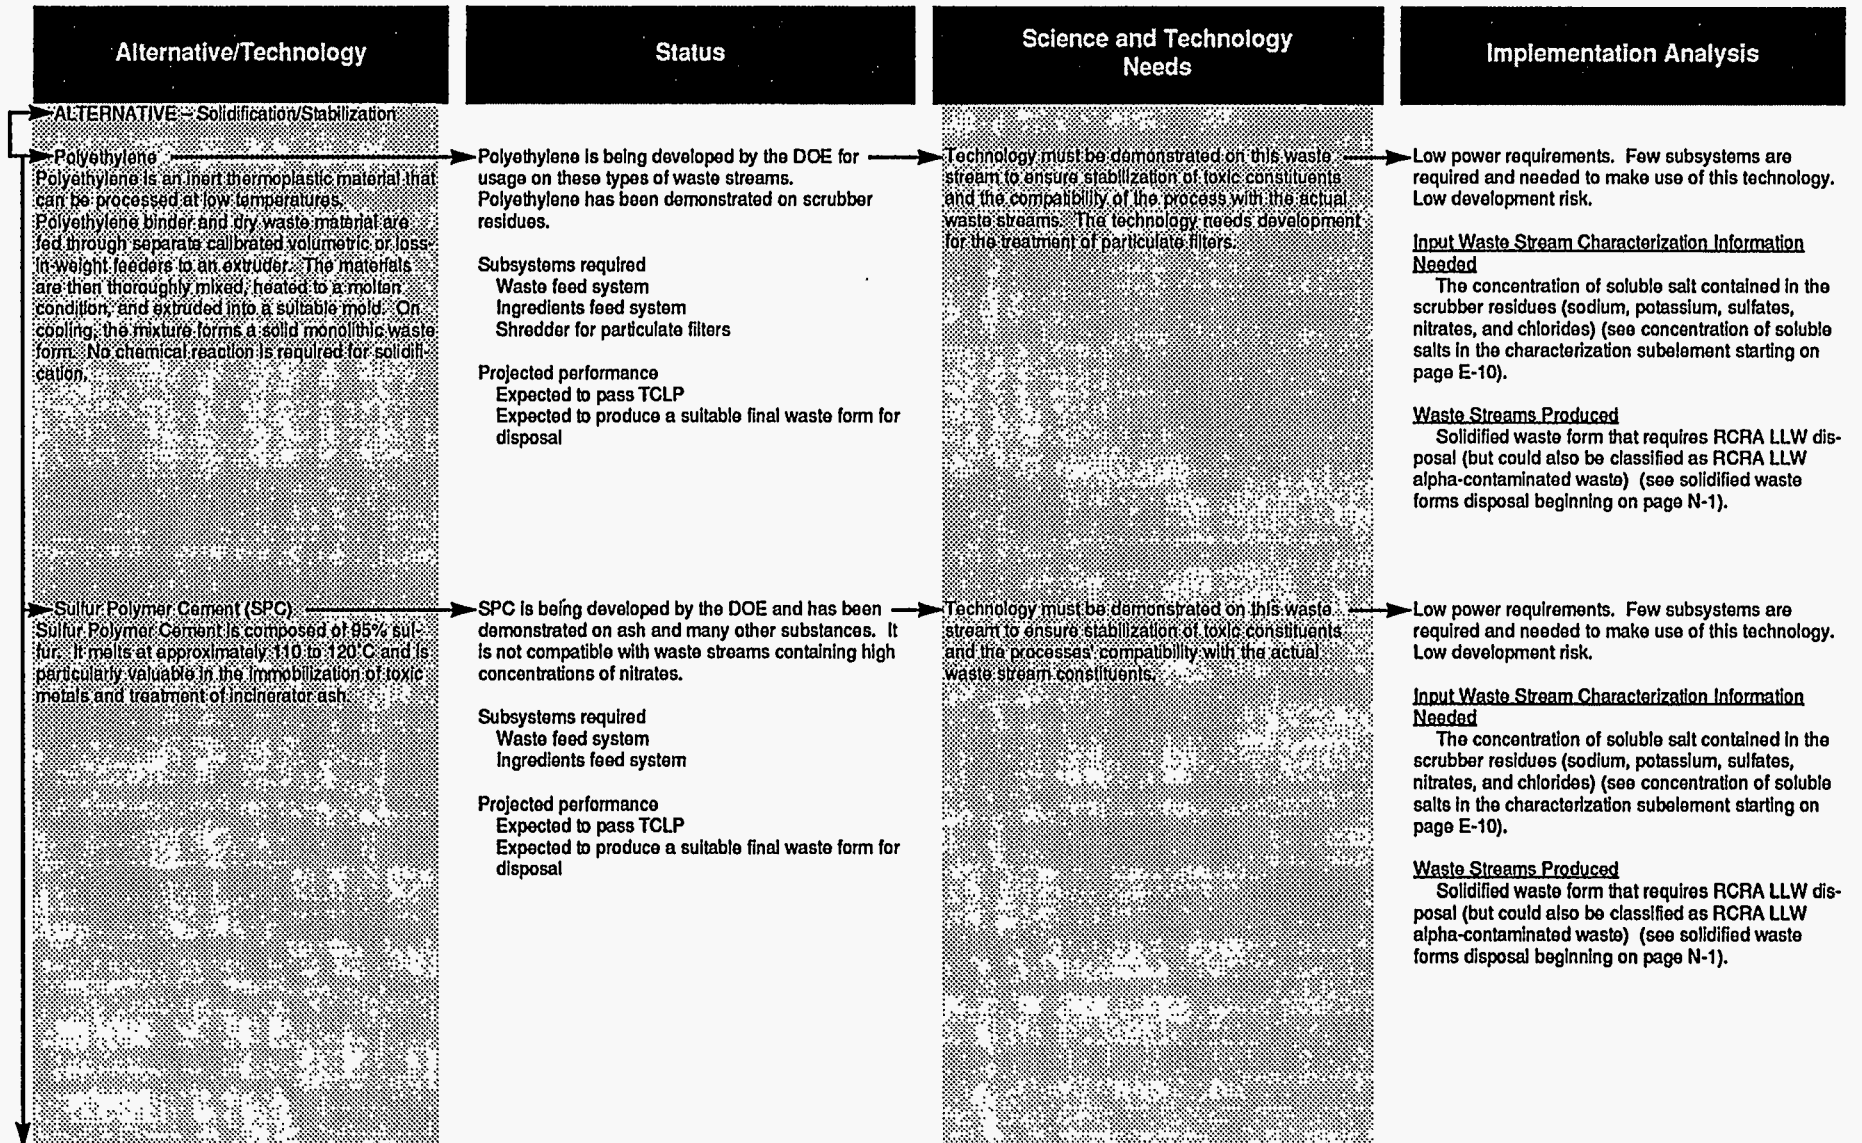 Alternative/Technology
Status
Science and Technology
Needs
Implementation Analysis
ALTERNATIVE – Solidification/Stabilization
Polyethylene
Polyethylene is an inert thermoplastic material that
can be processed at low temperatures.
Polyethylene binder and dry waste material are
fed through separate calibrated volumetric or loss-
in-weight feeders to an extruder. The materials
are then thoroughly mixed, heated to a molten
condition, and extruded into a suitable mold. On
cooling, the mixture forms a solid monolithic waste
form. No chemical reaction is required for solidifi-
cation.
Polyethylene is being developed by the DOE for
usage on these types of waste streams.
Polyethylene has been demonstrated on scrubber
residues.
Subsystems required
Waste feed system
Ingredients feed system
Shredder for particulate filters
Projected performance
Expected to pass TCLP
Expected to produce a suitable final waste form for
disposal
Technology must be demonstrated on this waste
stream to ensure stabilization of toxic constituents
and the compatibility of the process with the actual
waste streams. The technology needs development
for the treatment of particulate filters.
Low power requirements. Few subsystems are
required and needed to make use of this technology.
Low development risk.
Input Waste Stream Characterization Information
Needed
The concentration of soluble salt contained in the
scrubber residues (sodium, potassium, sulfates,
nitrates, and chlorides) (see concentration of soluble
salts in the characterization subelement starting on
page E-10).
Waste Streams Produced
Solidified waste form that requires RCRA LLW dis-
posal (but could also be classified as RCRA LLW
alpha-contaminated waste) (see solidified waste
forms disposal beginning on page N-1).
Sulfur Polymer Cement (SPC)
Sulfur Polymer Cement is composed of 95% sul-
fur. It melts at approximately 110 to 120°C and is
particularly valuable in the immobilization of toxic
metals and treatment of incinerator ash.
SPC is being developed by the DOE and has been
demonstrated on ash and many other substances. It
is not compatible with waste streams containing high
concentrations of nitrates.
Subsystems required
Waste feed system
Ingredients feed system
Projected performance
Expected to pass TCLP
Expected to produce a suitable final waste form for
disposal
Technology must be demonstrated on this waste
stream to ensure stabilization of toxic constituents
and the processes' compatibility with the actual
waste stream constituents.
Low power requirements. Few subsystems are
required and needed to make use of this technology.
Low development risk.
Input Waste Stream Characterization Information
Needed
The concentration of soluble salt contained in the
scrubber residues (sodium, potassium, sulfates,
nitrates, and chlorides) (see concentration of soluble
salts in the characterization subelement starting on
page E-10).
Waste Streams Produced
Solidified waste form that requires RCRA LLW dis-
posal (but could also be classified as RCRA LLW
alpha-contaminated waste) (see solidified waste
forms disposal beginning on page N-1).